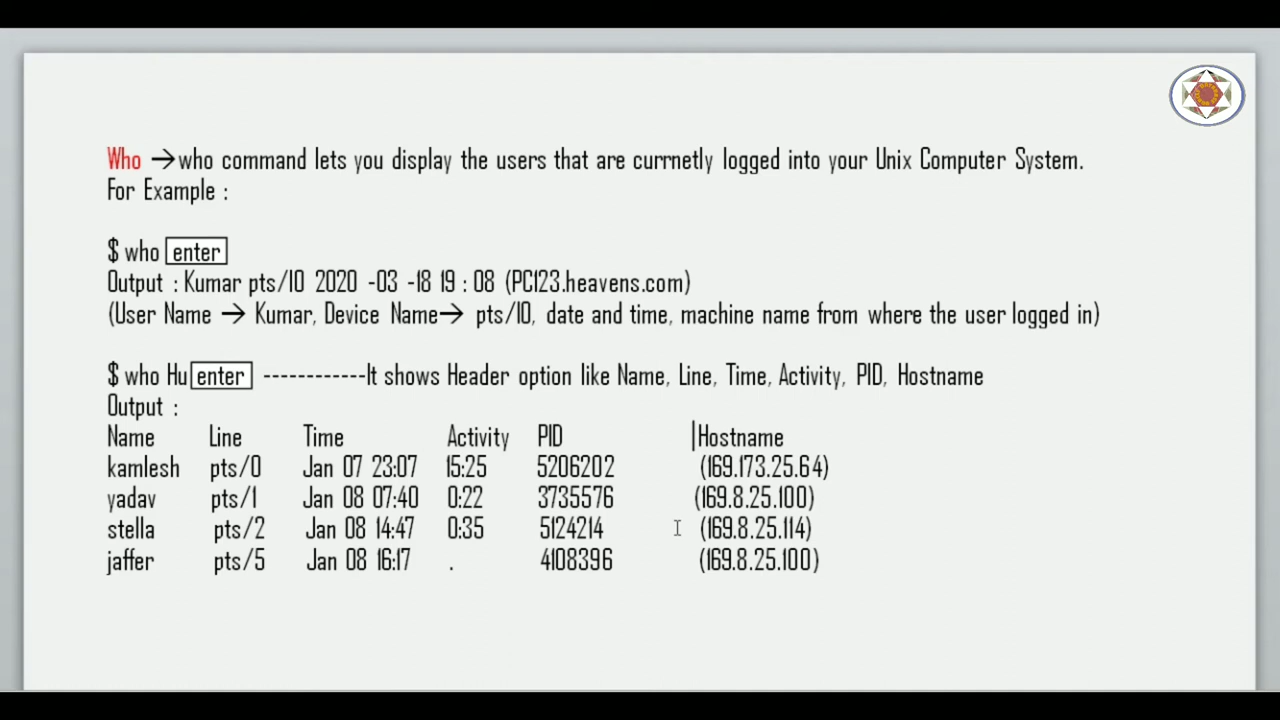 Who →who command lets you display the users that are currnetly logged into your Unix Computer System.
For Example :
$ who enter
Output : Kumar pts/10 2020 -03 -18 19 : 08 (PC123.heavens.com)
(User Name → Kumar, Device Name→ pts/10, date and time, machine name from where the user logged in)
$ who Hu enter ------------It shows Header option like Name, Line, Time, Activity, PID, Hostname
Output :
Name Line Time Activity PID Hostname
kamlesh pts/0 Jan 07 23:07 15:25 5206202 (169.173.25.64)
yadav pts/1 Jan 08 07:40 0:22 3735576 (169.8.25.100)
stella pts/2 Jan 08 14:47 0:35 5124214 (169.8.25.114)
jaffer pts/5 Jan 08 16:17 . 4108396 (169.8.25.100)